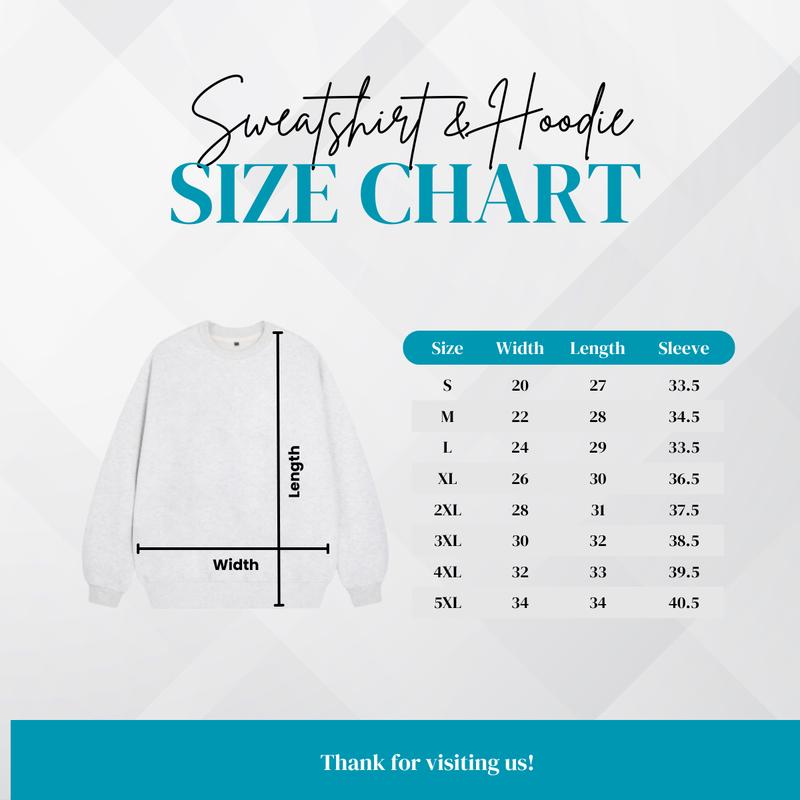 Sweatshirt & Hoodie
SIZE CHART
Size Width Length Sleeve
S 20 27 33.5
M 22 28 34.5
L 24 29 33.5
XL 26 30 36.5
2XL 28 31 37.5
3XL 30 32 38.5
4XL 32 33 39.5
5XL 34 34 40.5
Length
Width
Thank for visiting us!